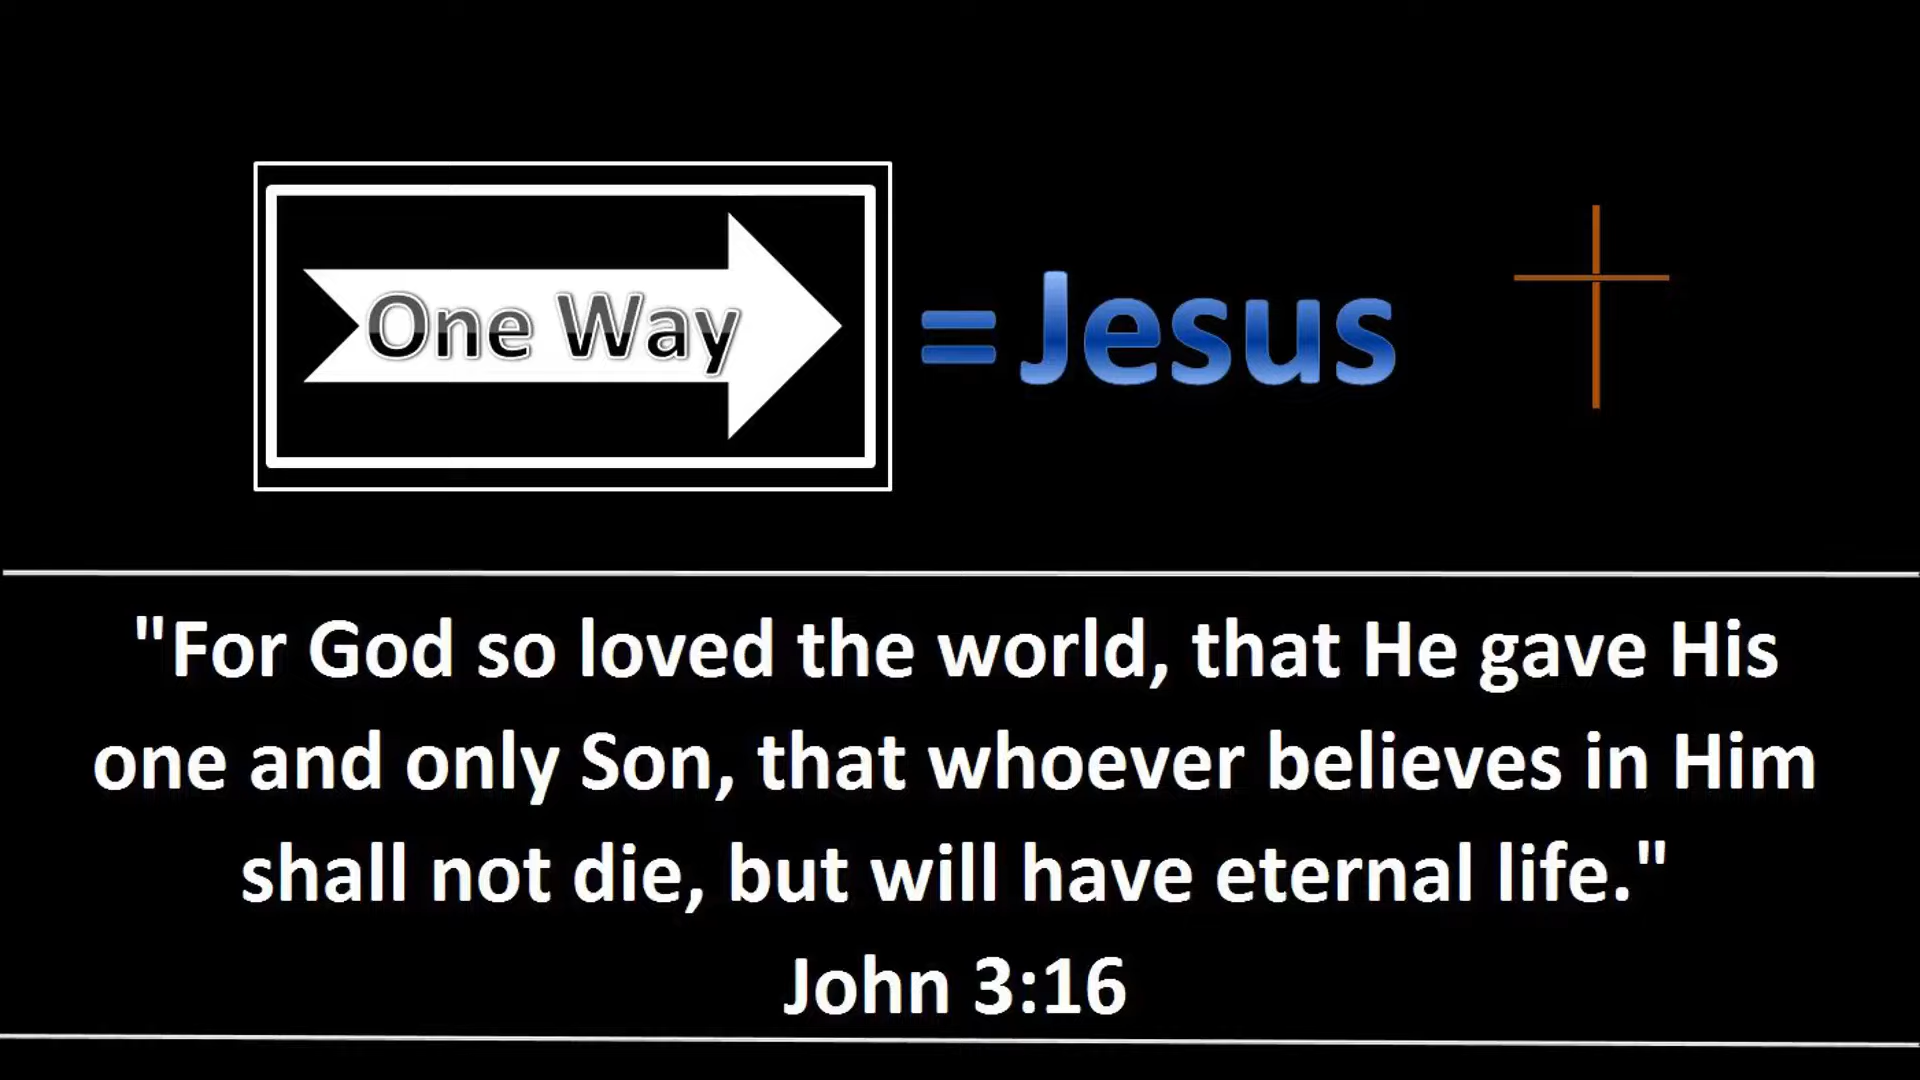 One Way = Jesus
"For God so loved the world, that He gave His
one and only Son, that whoever believes in Him
shall not die, but will have eternal life."
John 3:16